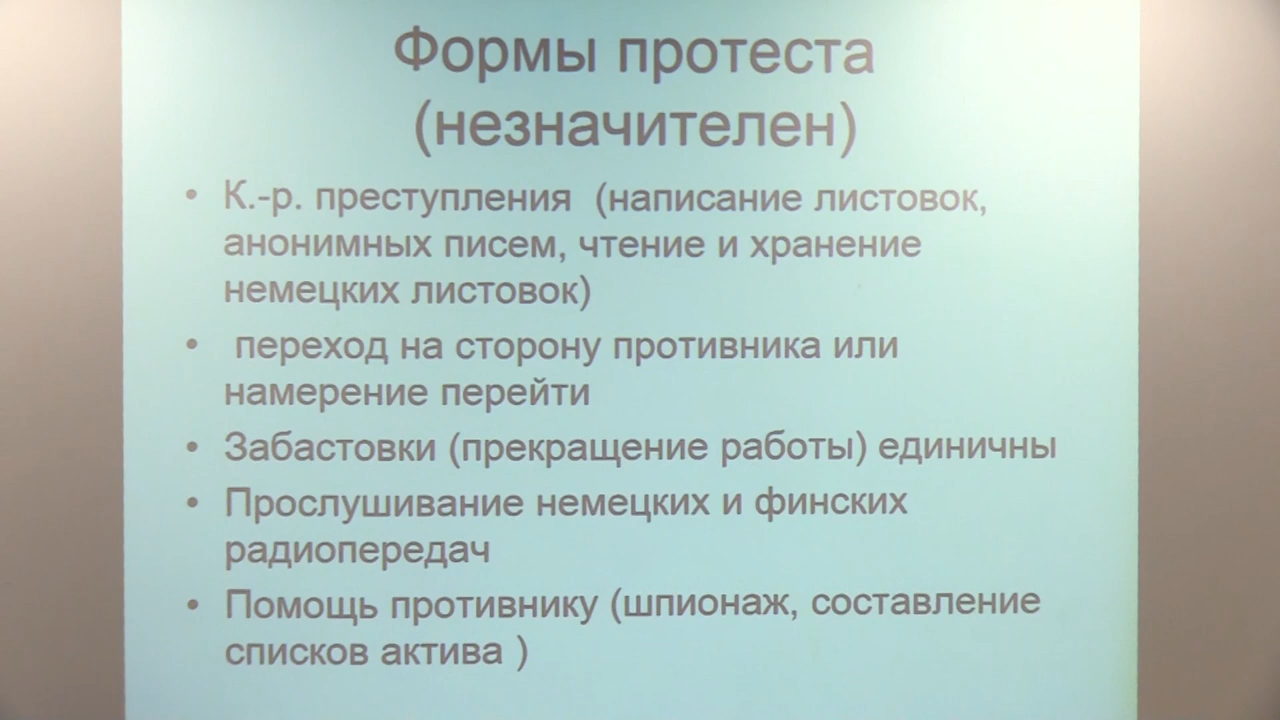 Формы протеста
(незначителен)
• К.-р. преступления (написание листовок,
анонимных писем, чтение и хранение
немецких листовок)
• переход на сторону противника или
намерение перейти
• Забастовки (прекращение работы) единичны
• Прослушивание немецких и финских
радиопередач
• Помощь противнику (шпионаж, составление
списков актива )